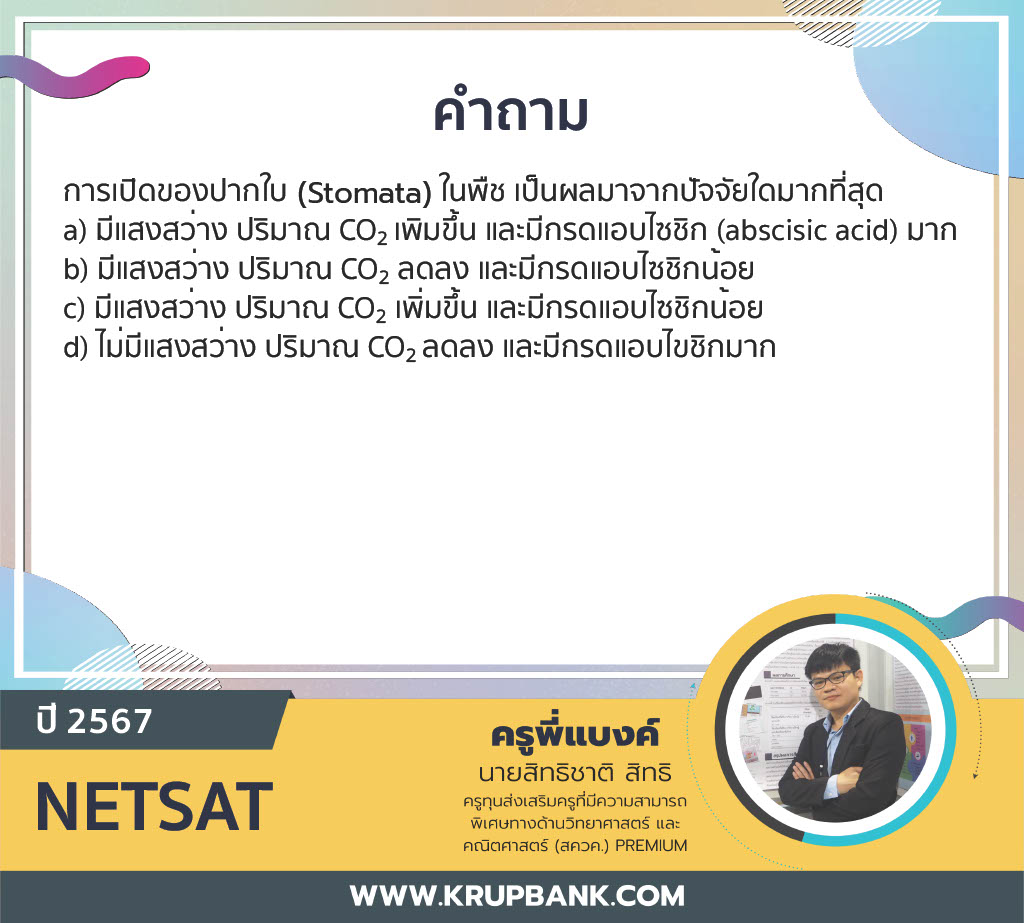 คำถาม
การเปิดของปากใบ (Stomata) ในพืช เป็นผลมาจากปัจจัยใดมากที่สุด
a) มีแสงสว่าง ปริมาณ CO₂ เพิ่มขึ้น และมีกรดแอบไซชิก (abscisic acid) มาก
b) มีแสงสว่าง ปริมาณ CO₂ ลดลง และมีกรดแอบไซชิกน้อย
c) มีแสงสว่าง ปริมาณ CO₂ เพิ่มขึ้น และมีกรดแอบไซชิกน้อย
d) ไม่มีแสงสว่าง ปริมาณ CO₂ ลดลง และมีกรดแอบไขชิกมาก
ปี 2567
NETSAT
ครูพี่แบงค์
นายสิทธิชาติ สิทธิ
ครูทุนส่งเสริมครูที่มีความสามารถ
พิเศษทางด้านวิทยาศาสตร์ และ
คณิตศาสตร์ (สควค.) PREMIUM
WWW.KRUPBANK.COM